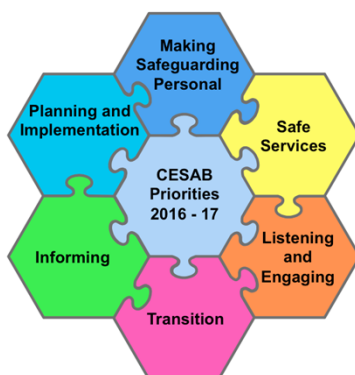 Making
Safeguarding
Personal
Planning and
Implementation
Safe
Services
CESAB
Priorities
2016 - 17
Informing
Listening
and
Engaging
Transition